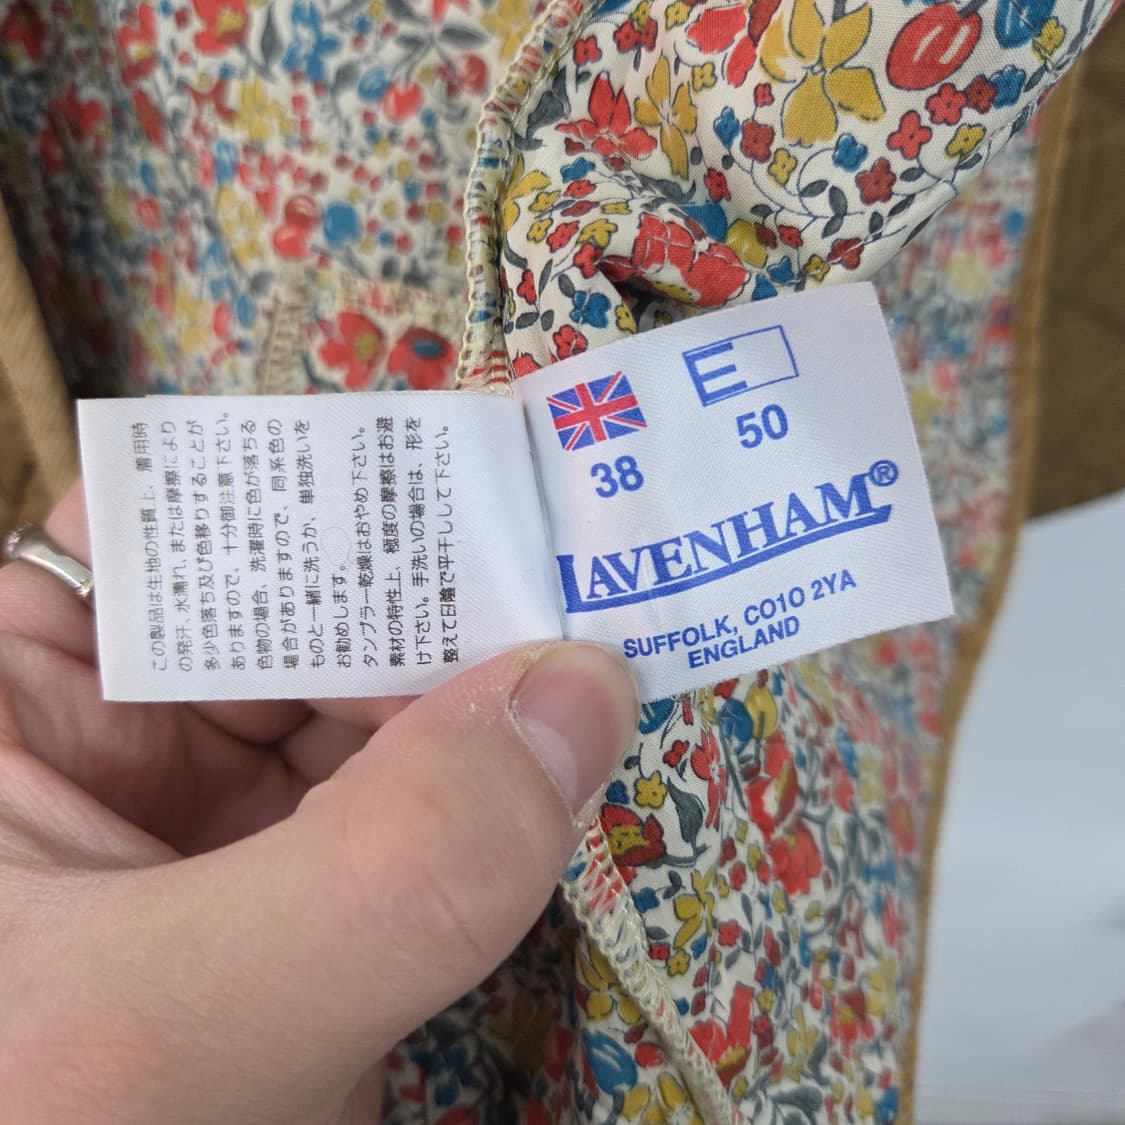 この製品は生地の性質上、着用時
の発汗、水濡れ、または摩擦により
多少色落ち及び色移りすることが
ありますので、十分御注意下さい。
色物の場合、洗濯時に色が落ちる
場合がありますので、同系色の
ものと一緒に洗うか、単独洗いを
お勧めします。
タンブラー乾燥はおやめ下さい。
素材の特性上、極度の摩擦はお避
け下さい。手洗いの場合は、形を
整えて日陰で平干しして下さい。
E
38
50
LAVENHAM®
SUFFOLK, CO10 2YA
ENGLAND